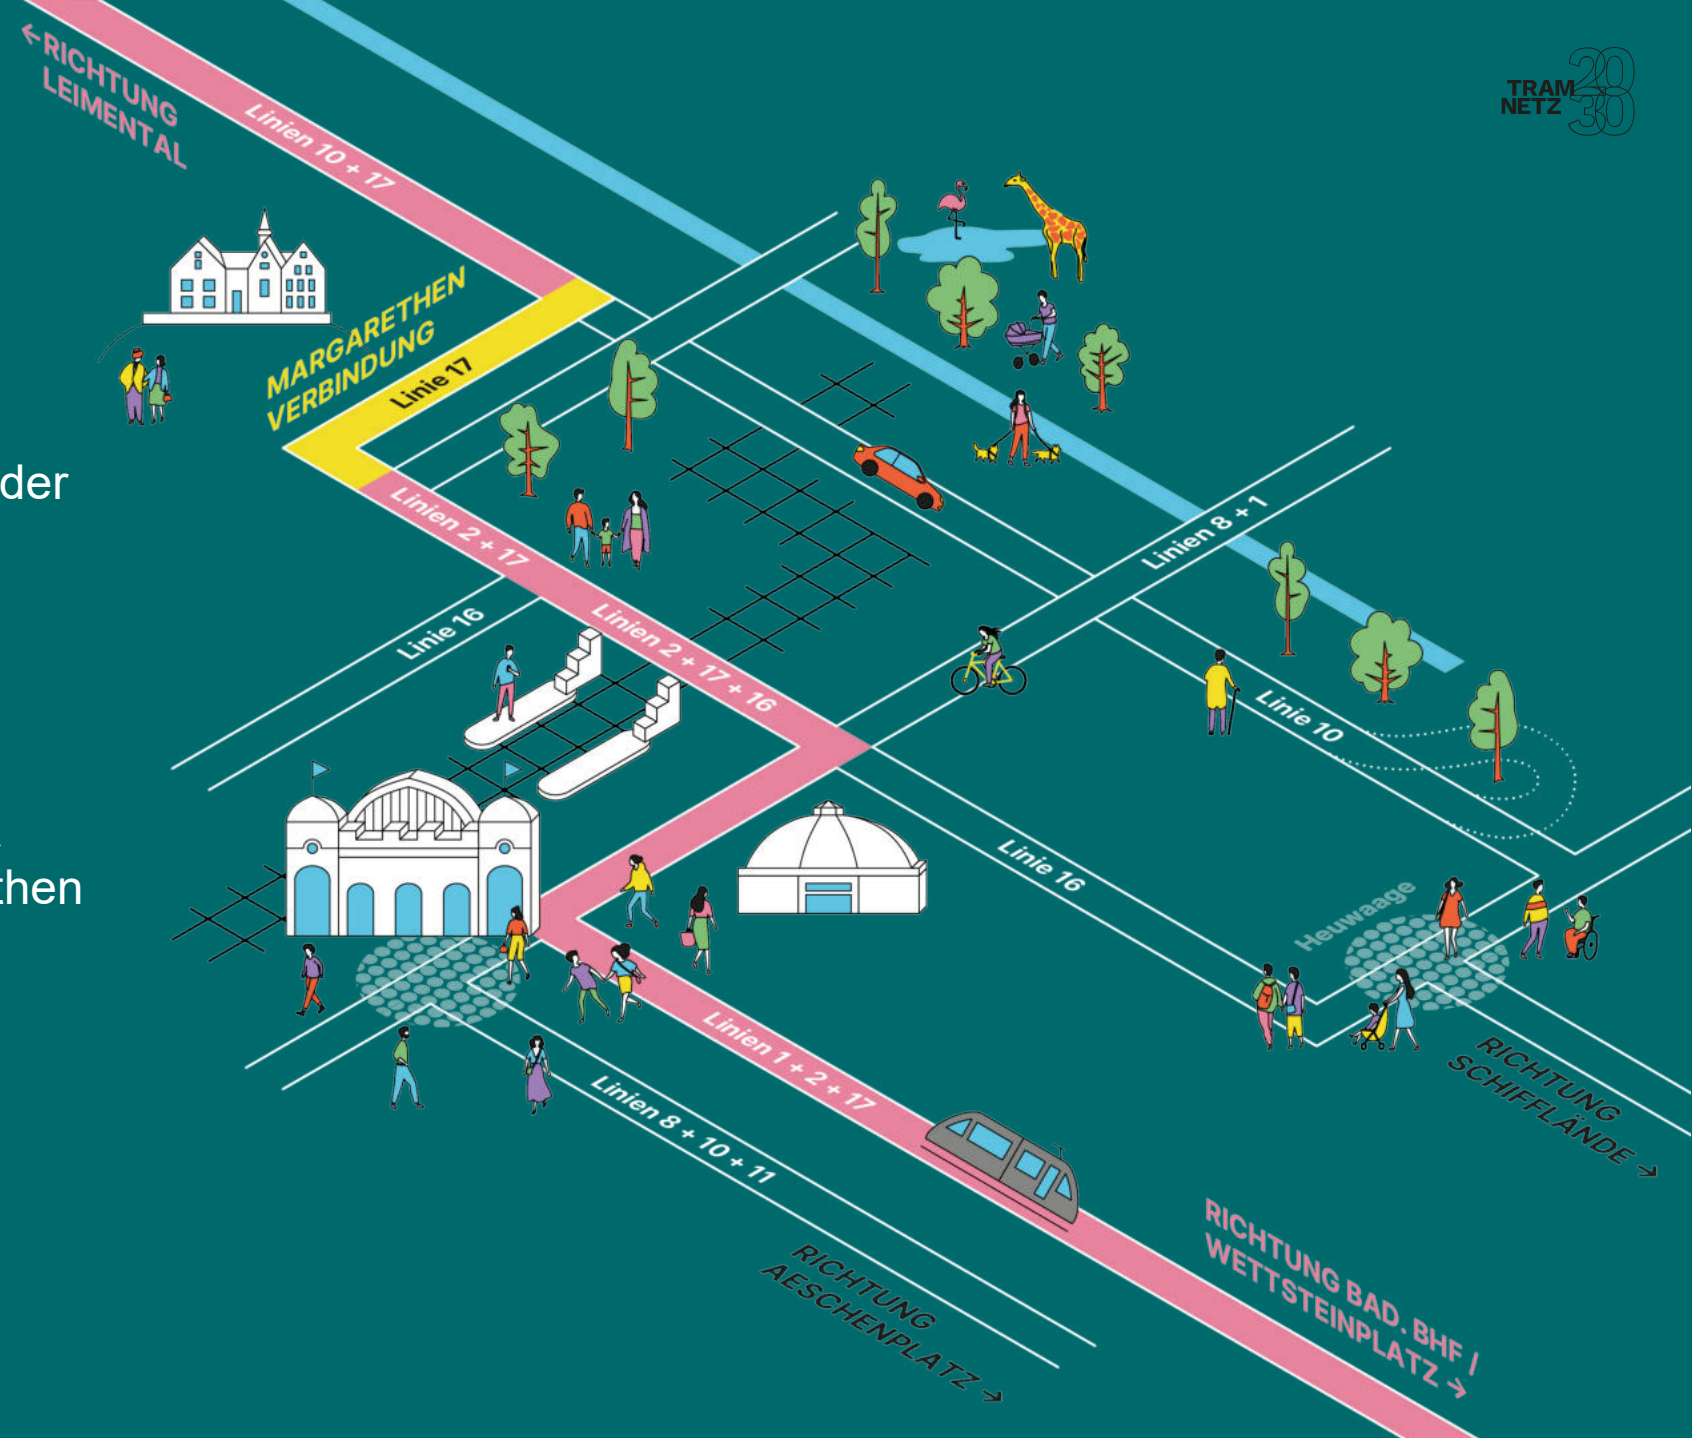 ← RICHTUNG
LEIMENTAL
Linien 10 + 17
TRAM
NETZ
20
30
MARGARETHEN
VERBINDUNG
Linie 17
der
Linien 2 + 17
Linien 8 + 1
Linie 16
Linien 2 + 17 + 16
Linie 10
Linie 16
then
Heuwaage
Linien 1 + 2 + 17
Linien 8 + 10 + 11
RICHTUNG
SCHIFFLÄNDE →
RICHTUNG
AESCHENPLATZ →
RICHTUNG BAD. BHF /
WETTSTEINPLATZ →